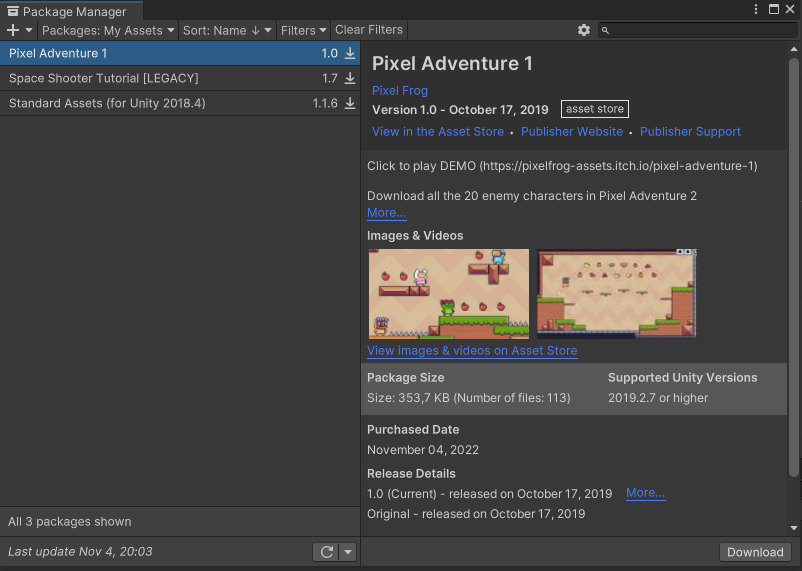 Package Manager
Packages: My Assets Sort: Name ↓ Filters Clear Filters
Pixel Adventure 1 1.0
Space Shooter Tutorial [LEGACY] 1.7
Standard Assets (for Unity 2018.4) 1.1.6
All 3 packages shown
Last update Nov 4, 20:03
Pixel Adventure 1
Pixel Frog
Version 1.0 - October 17, 2019 asset store
View in the Asset Store • Publisher Website • Publisher Support
Click to play DEMO (https://pixelfrog-assets.itch.io/pixel-adventure-1)
Download all the 20 enemy characters in Pixel Adventure 2
More...
Images & Videos
View images & videos on Asset Store
Package Size Supported Unity Versions
Size: 353,7 KB (Number of files: 113) 2019.2.7 or higher
Purchased Date
November 04, 2022
Release Details
1.0 (Current) - released on October 17, 2019 More...
Original - released on October 17, 2019
Download